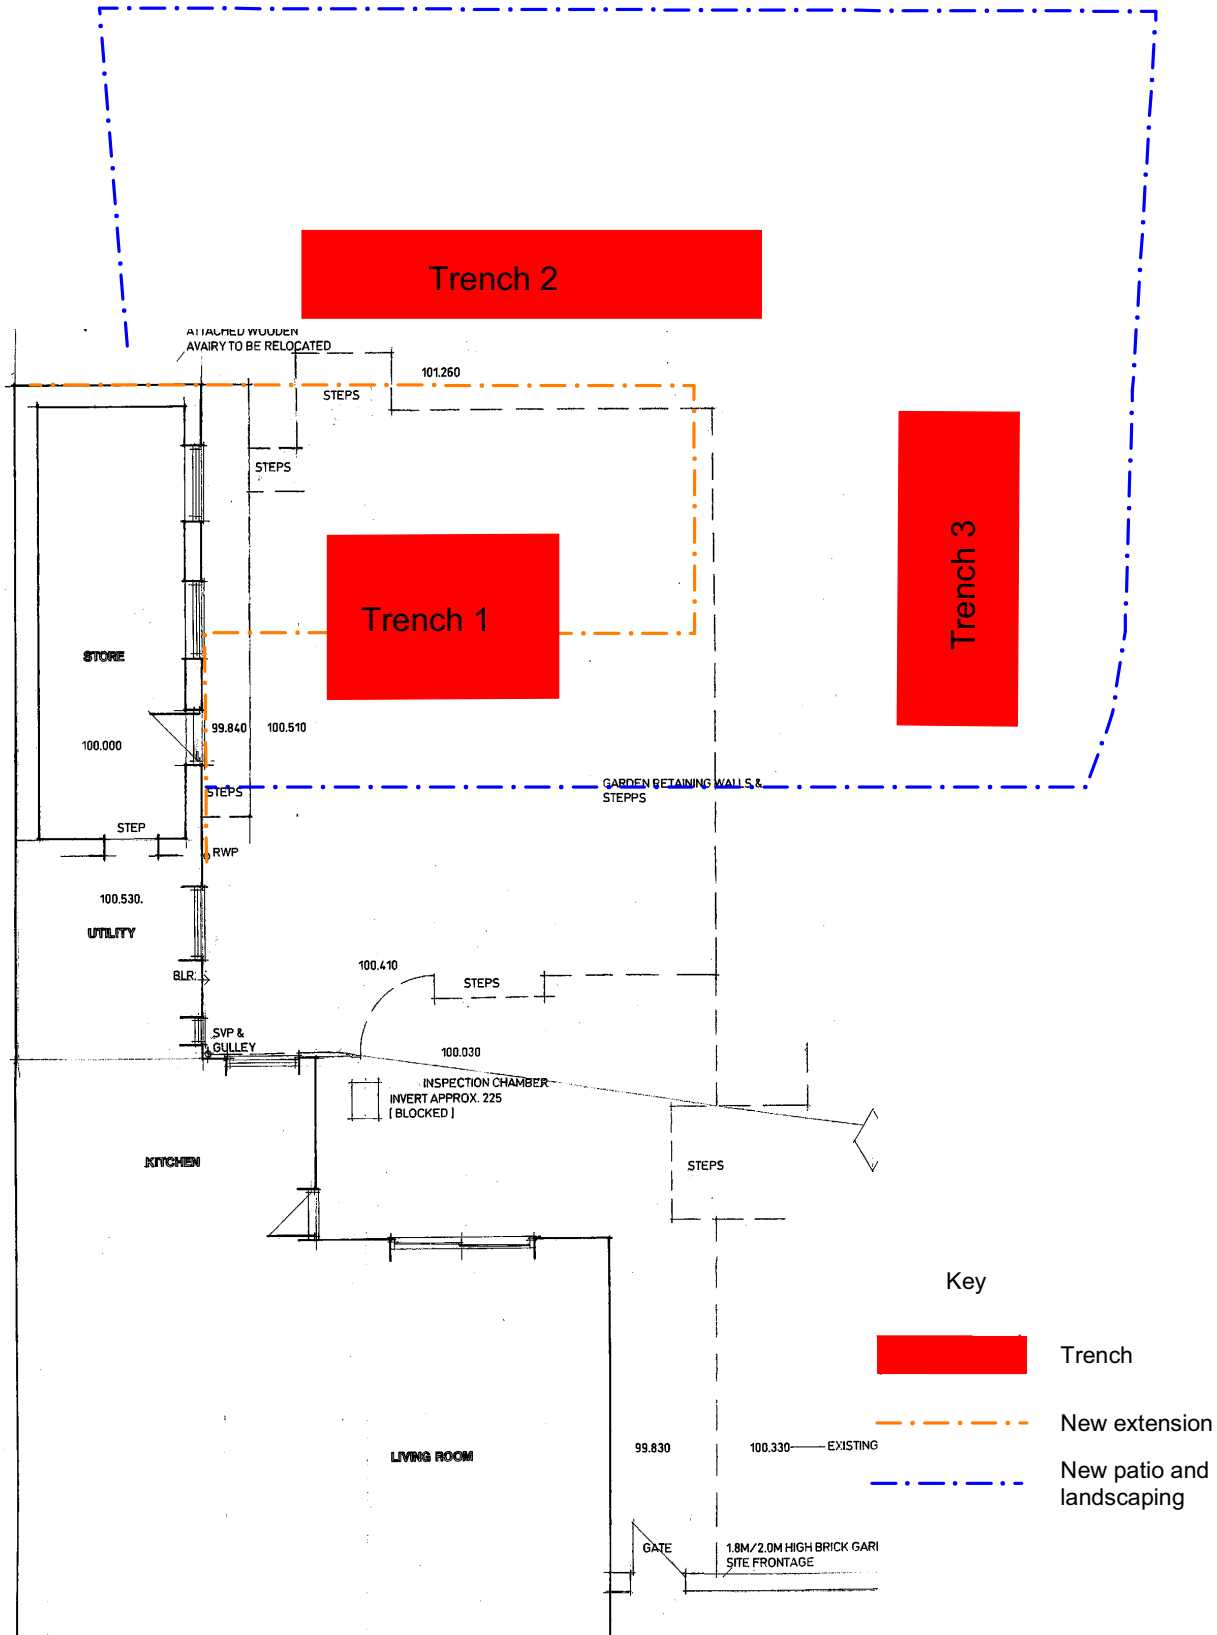 Trench 2
ATTACHED WOODEN
AVAIRY TO BE RELOCATED
101.260
STEPS
STEPS
Trench 3
Trench 1
STORE
99.840
100.510
100.000
GARDEN RETAINING WALLS &
STEPPS
STEPS
STEP
RWP
100.530.
UTILITY
100.410
BLR.
STEPS
SVP &
GULLEY
100.030
INSPECTION CHAMBER
INVERT APPROX. 225
[ BLOCKED ]
KITCHEN
STEPS
Key
Trench
New extension
99.830
100.330
EXISTING
LIVING ROOM
New patio and
landscaping
GATE
1.8M/2.0M HIGH BRICK GARI
SITE FRONTAGE